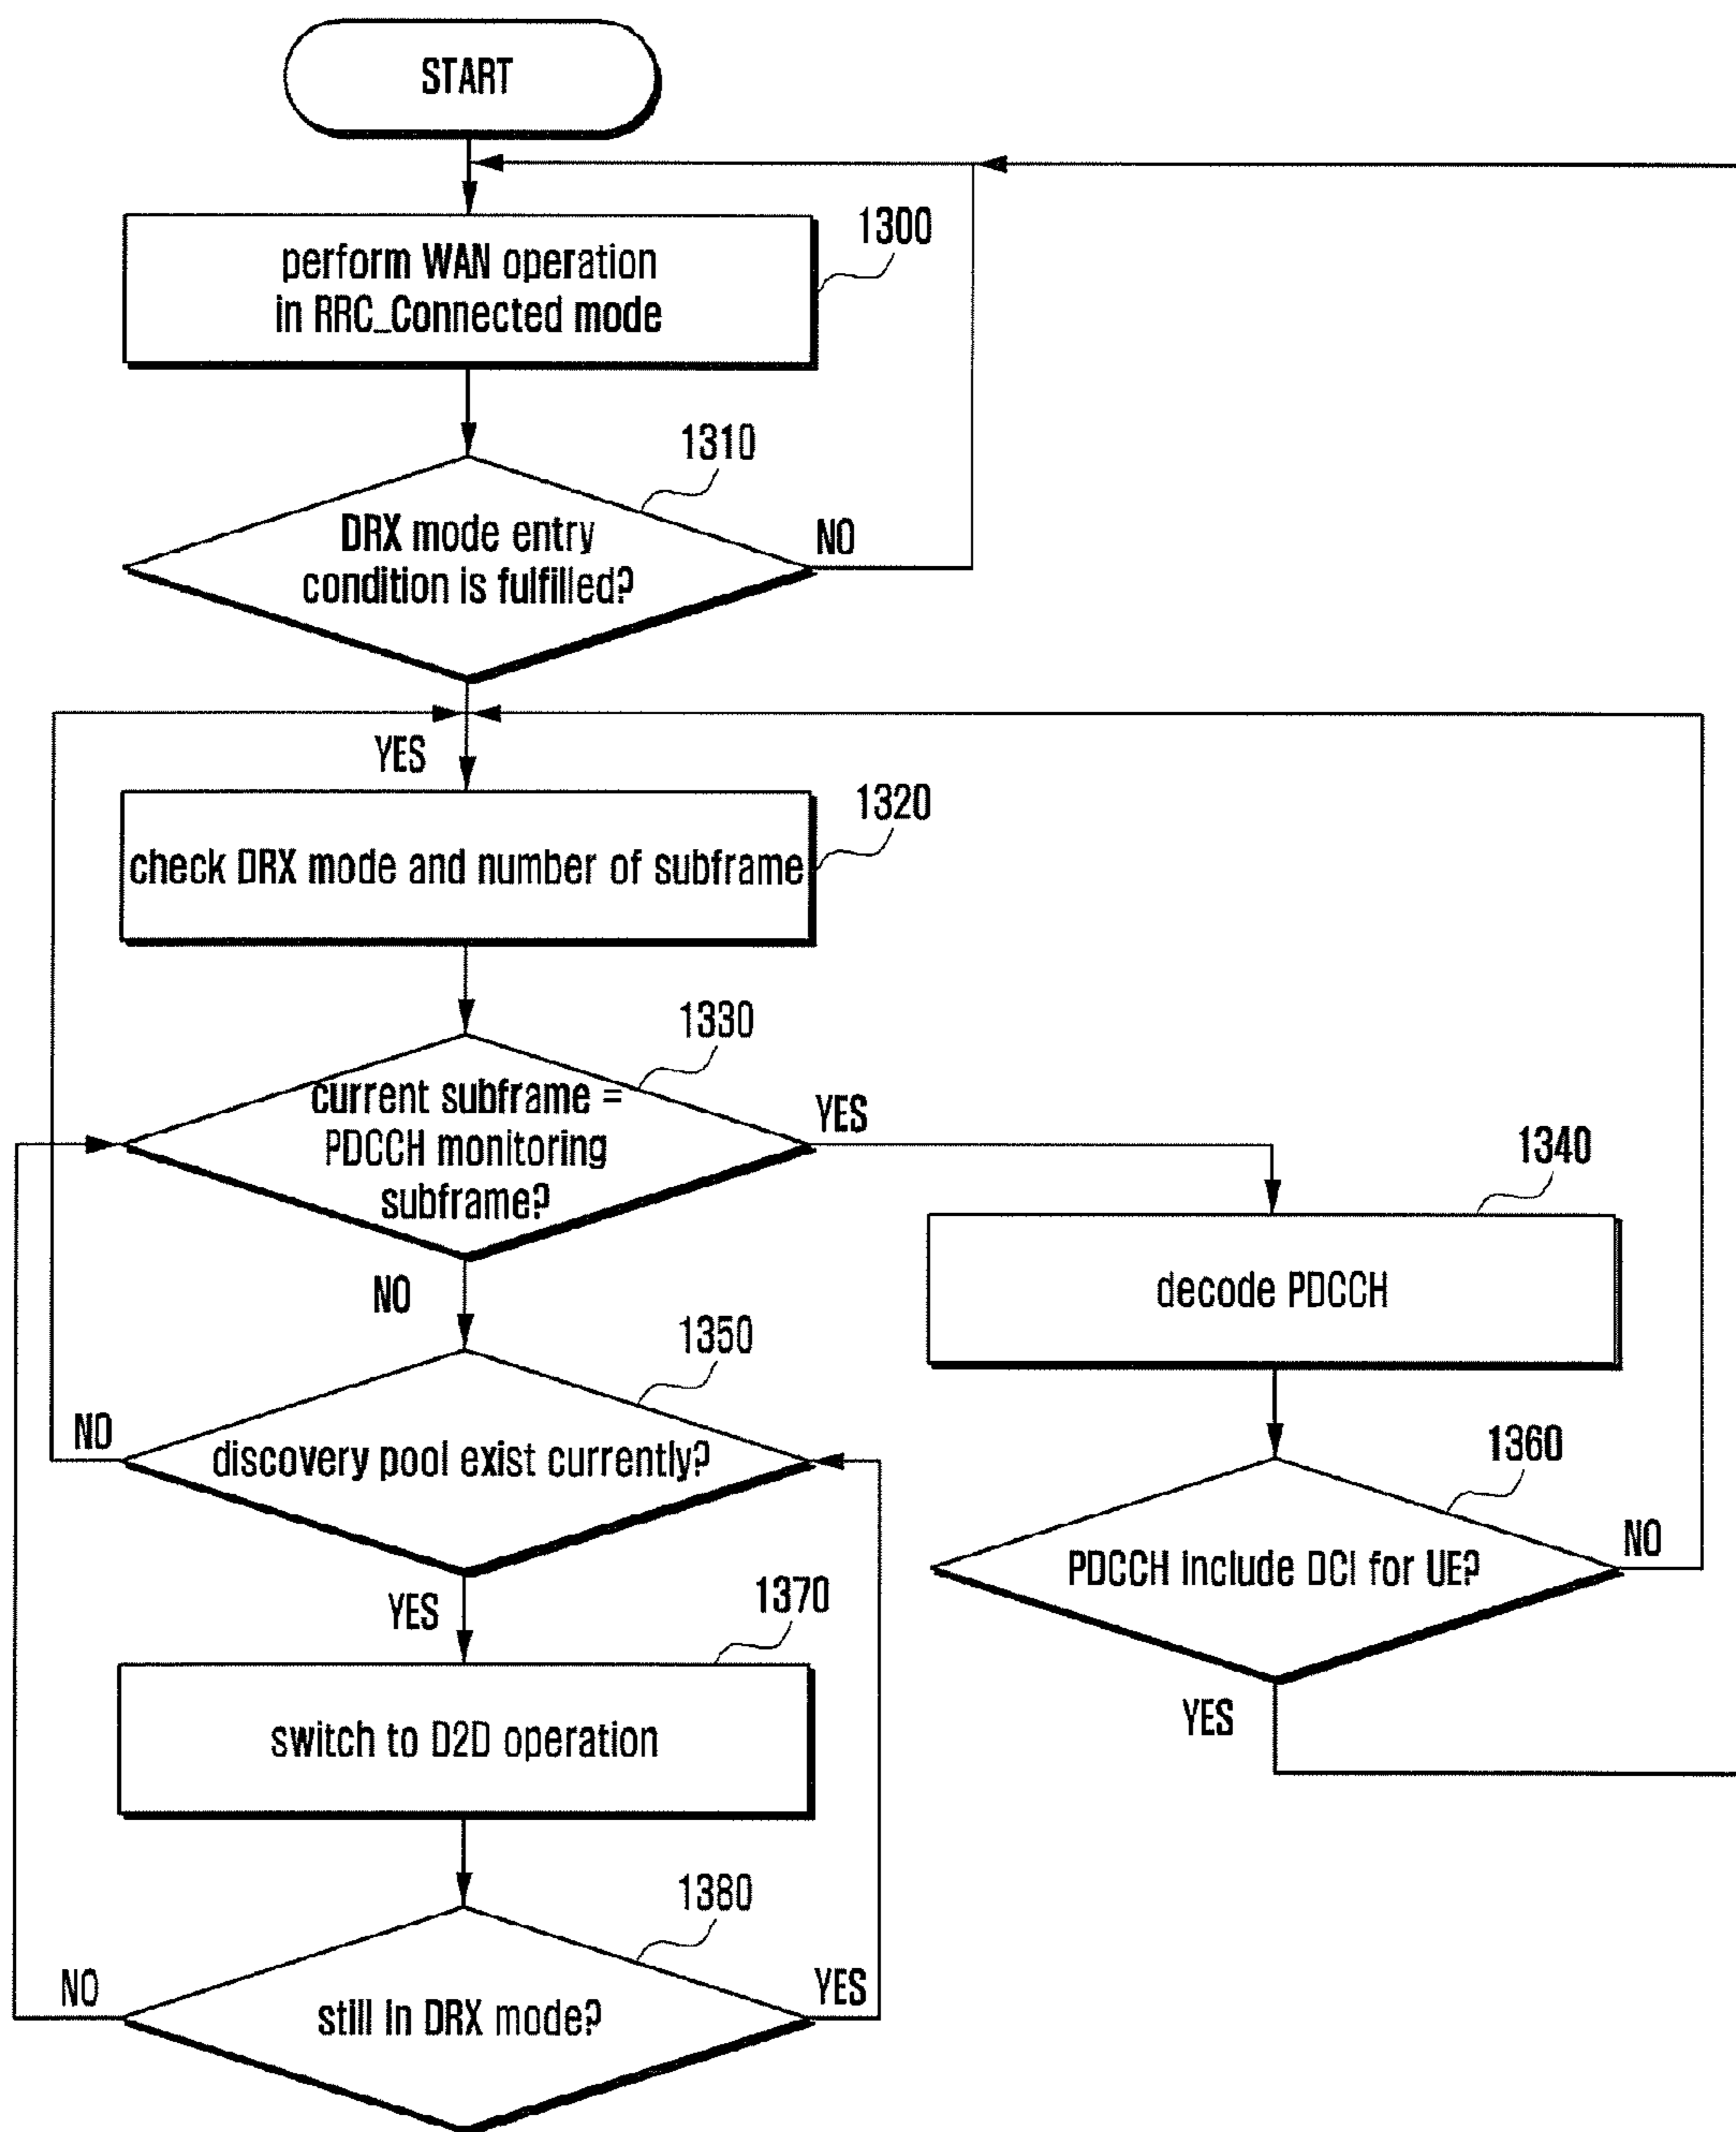 START
1300
perform WAN operation
in RRC_Connected mode
1310
DRX mode entry
condition is fulfilled?
NO
YES
1320
check DRX mode and number of subframe
1330
current subframe =
PDCCH monitoring
subframe?
YES
NO
1340
decode PDCCH
1350
discovery pool exist currently?
NO
YES
1360
PDCCH include DCI for UE?
NO
YES
1370
switch to D2D operation
1380
still in DRX mode?
NO
YES